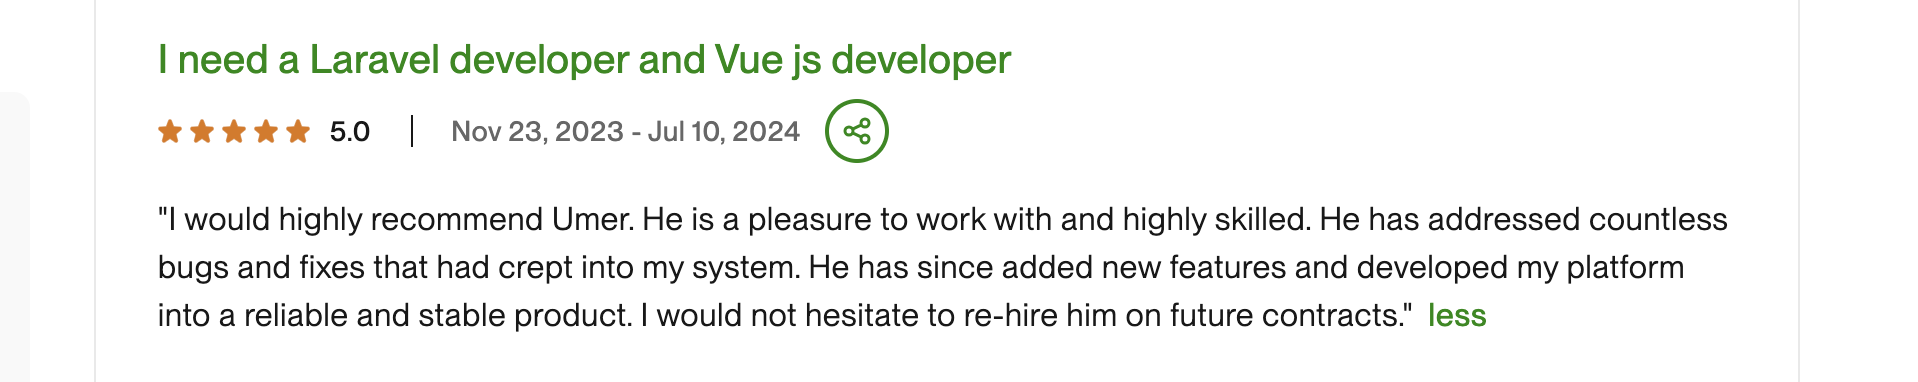 I need a Laravel developer and Vue js developer
5.0 | Nov 23, 2023 - Jul 10, 2024
"I would highly recommend Umer. He is a pleasure to work with and highly skilled. He has addressed countless
bugs and fixes that had crept into my system. He has since added new features and developed my platform
into a reliable and stable product. I would not hesitate to re-hire him on future contracts." less